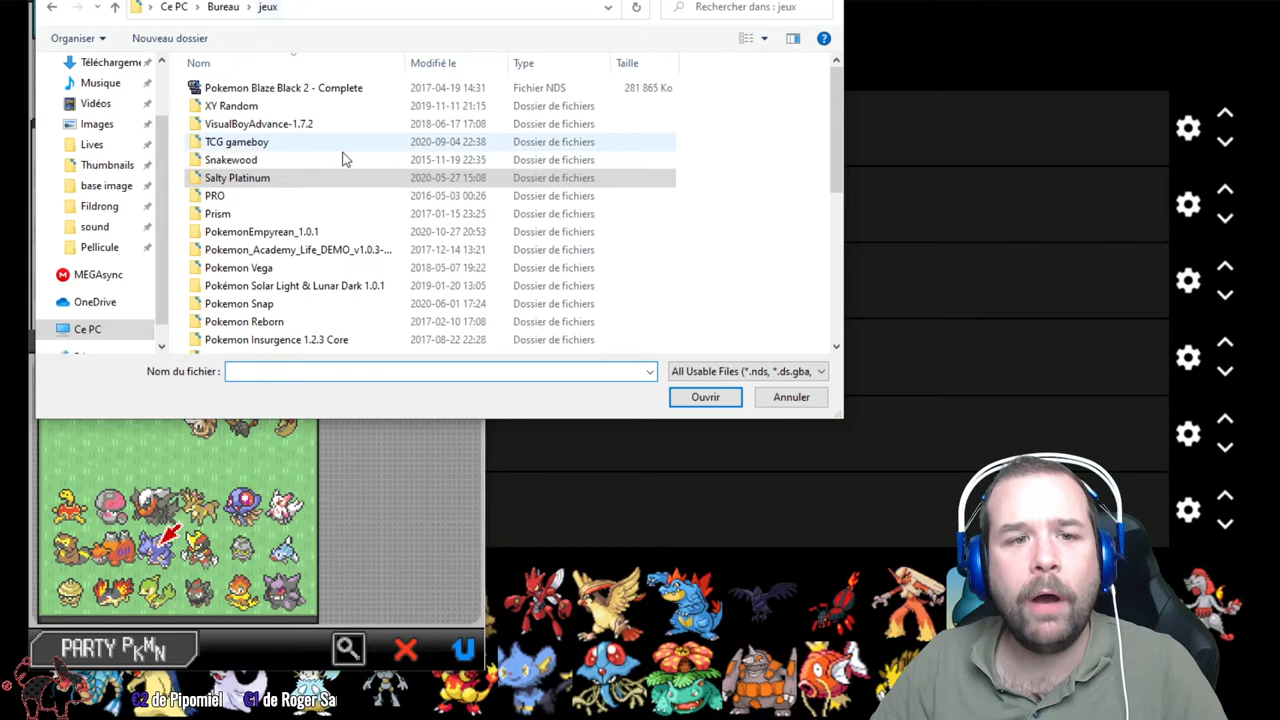 Ce PC > Bureau > jeux
Rechercher dans : jeux
Organiser
Nouveau dossier
Téléchargeme
Musique
Vidéos
Images
Lives
Thumbnails
base image
Fildrong
sound
Pellicule
MEGAsync
OneDrive
Ce PC
Nom Modifié le Type Taille
Pokemon Blaze Black 2 - Complete 2017-04-19 14:31 Fichier NDS 281 865 Ko
XY Random 2019-11-11 21:15 Dossier de fichiers
VisualBoyAdvance-1.7.2 2018-06-17 17:08 Dossier de fichiers
TCG gameboy 2020-09-04 22:38 Dossier de fichiers
Snakewood 2015-11-19 22:35 Dossier de fichiers
Salty Platinum 2020-05-27 15:08 Dossier de fichiers
PRO 2016-05-03 00:26 Dossier de fichiers
Prism 2017-01-15 23:25 Dossier de fichiers
PokemonEmpyrean_1.0.1 2020-10-27 20:53 Dossier de fichiers
Pokemon_Academy_Life_DEMO_v1.0.3-... 2017-12-14 13:21 Dossier de fichiers
Pokemon Vega 2018-05-07 19:22 Dossier de fichiers
Pokémon Solar Light & Lunar Dark 1.0.1 2019-01-20 13:05 Dossier de fichiers
Pokemon Snap 2020-06-01 17:24 Dossier de fichiers
Pokemon Reborn 2017-02-10 17:08 Dossier de fichiers
Pokemon Insurgence 1.2.3 Core 2017-08-22 22:28 Dossier de fichiers
Nom du fichier :
All Usable Files (*.nds, *.ds.gba,
Ouvrir
Annuler
PARTY PKMN
€2 de Pipomiel €1 de Roger Sa